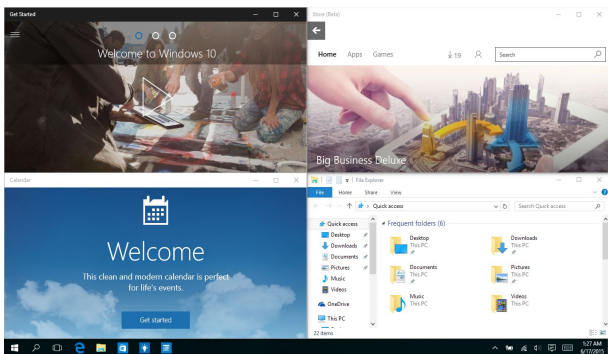 Get Started
Welcome to Windows 10
Store (Beta)
Home Apps Games
19
Search
Big Business Deluxe
Calendar
Welcome
This clean and modern calendar is perfect
for life's events.
Get started
File Explorer
File Home Share View
Quick access
Search Quick access
Quick access
Desktop
Downloads
Documents
Pictures
Music
Videos
OneDrive
This PC
Frequent folders (6)
Desktop
This PC
Downloads
This PC
Documents
This PC
Pictures
This PC
Music
This PC
Videos
This PC
22 items
1:27 AM
6/17/2015